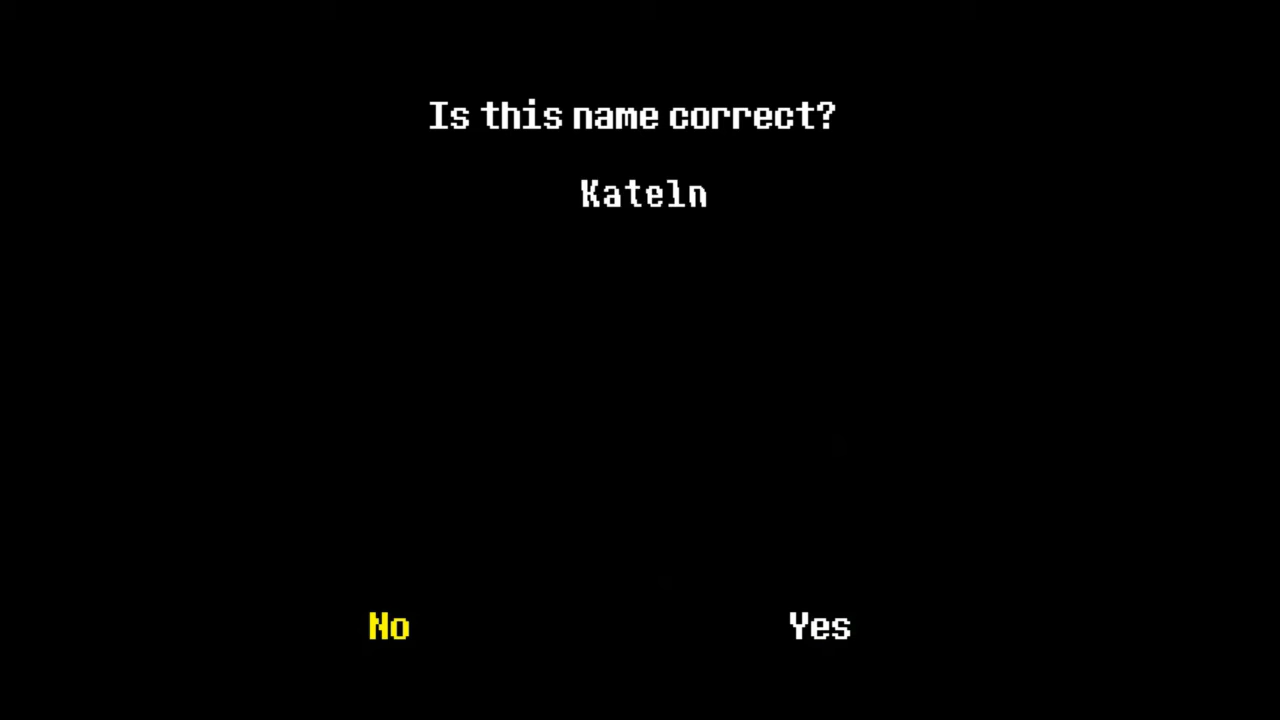 Is this name correct?
Kateln
No
Yes